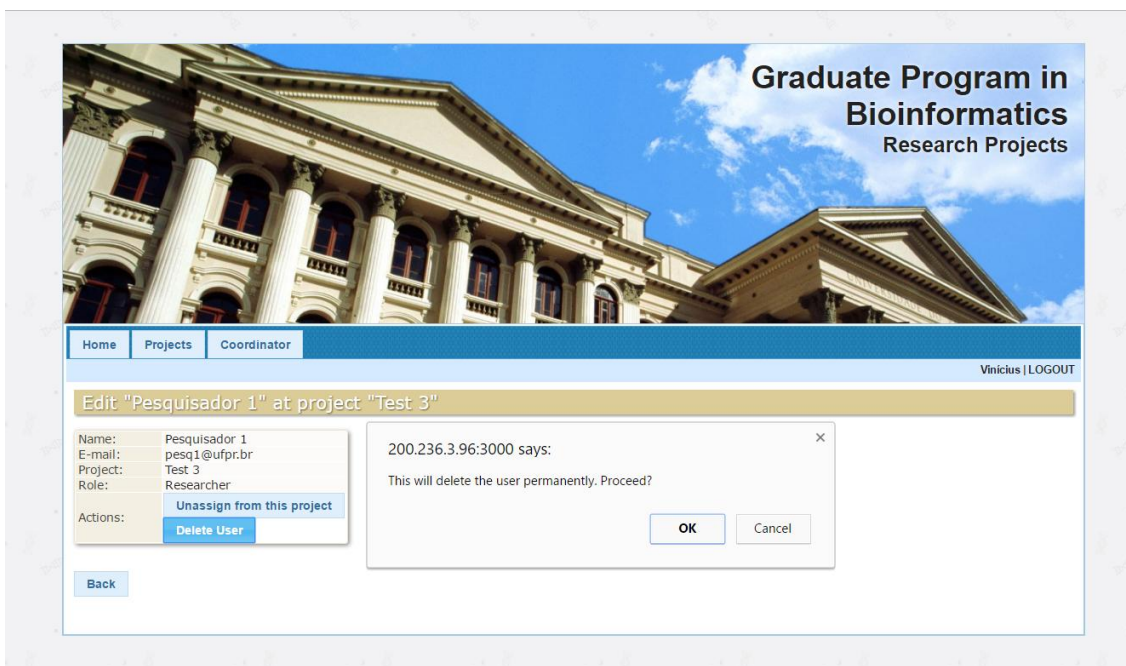 Graduate Program in
Bioinformatics
Research Projects
Home Projects Coordinator
Vinicius | LOGOUT
Edit "Pesquisador 1" at project "Test 3"
Name: Pesquisador 1
E-mail: pesq1@ufpr.br
Project: Test 3
Role: Researcher
Actions: Unassign from this project
Delete User
200.236.3.96:3000 says:
This will delete the user permanently. Proceed?
OK Cancel
Back